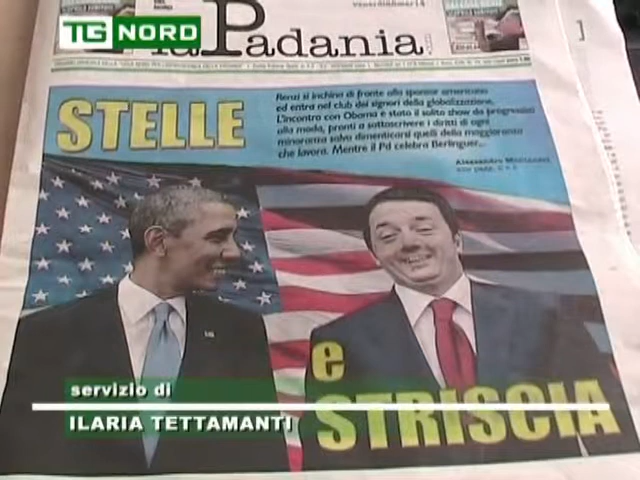 TG NORD
la Padania
STELLE
Renzi si inchina di fronte allo sponsor americano
ed entra nel club dei signori della globalizzazione.
L'incontro con Obama è stato il solito show da progressisti
alla moda, pronti a sottoscrivere i diritti di ogni
minoranza salvo dimenticarsi quelli della maggioranza
che lavora. Mentre il Pd celebra Berlinguer...
Alessandro
e
STRISCIA
servizio di
ILARIA TETTAMANTI